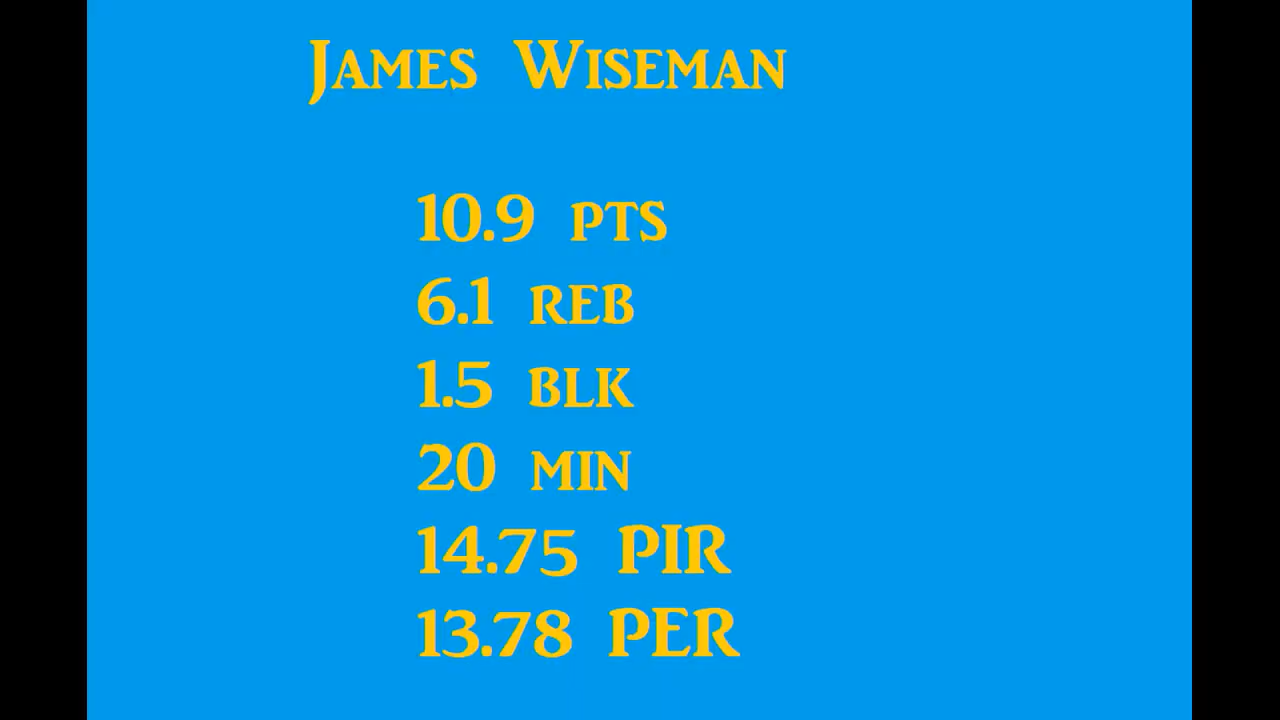 James Wiseman
10.9 pts
6.1 reb
1.5 blk
20 min
14.75 PIR
13.78 PER